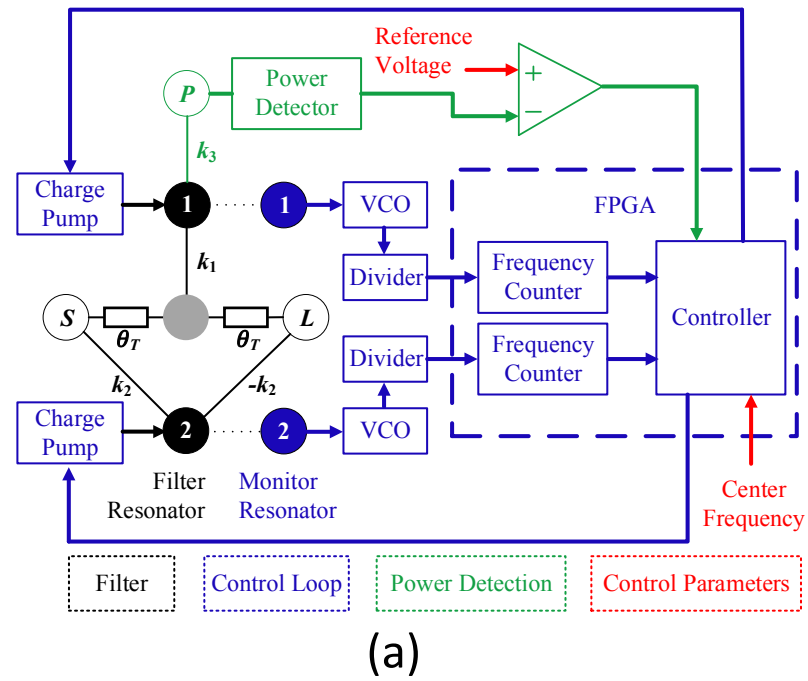 Reference
Voltage
+
−
P
Power
Detector
k3
Charge
Pump
1
1
VCO
FPGA
k1
Divider
Frequency
Counter
Controller
S
θT
θT
L
Divider
Frequency
Counter
k2
-k2
Charge
Pump
2
2
VCO
Filter
Resonator
Monitor
Resonator
Center
Frequency
Filter
Control Loop
Power Detection
Control Parameters
(a)